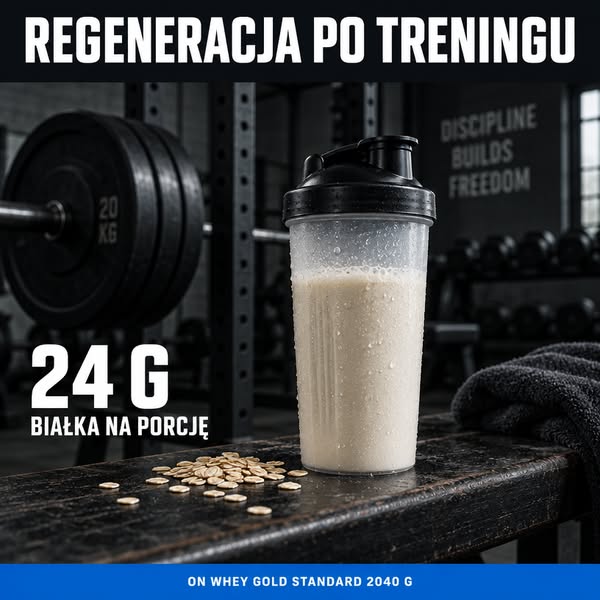 REGENERACJA PO TRENINGU
DISCIPLINE
BUILDS
FREEDOM
20
KG
24 G
BIAŁKA NA PORCJĘ
ON WHEY GOLD STANDARD 2040 G